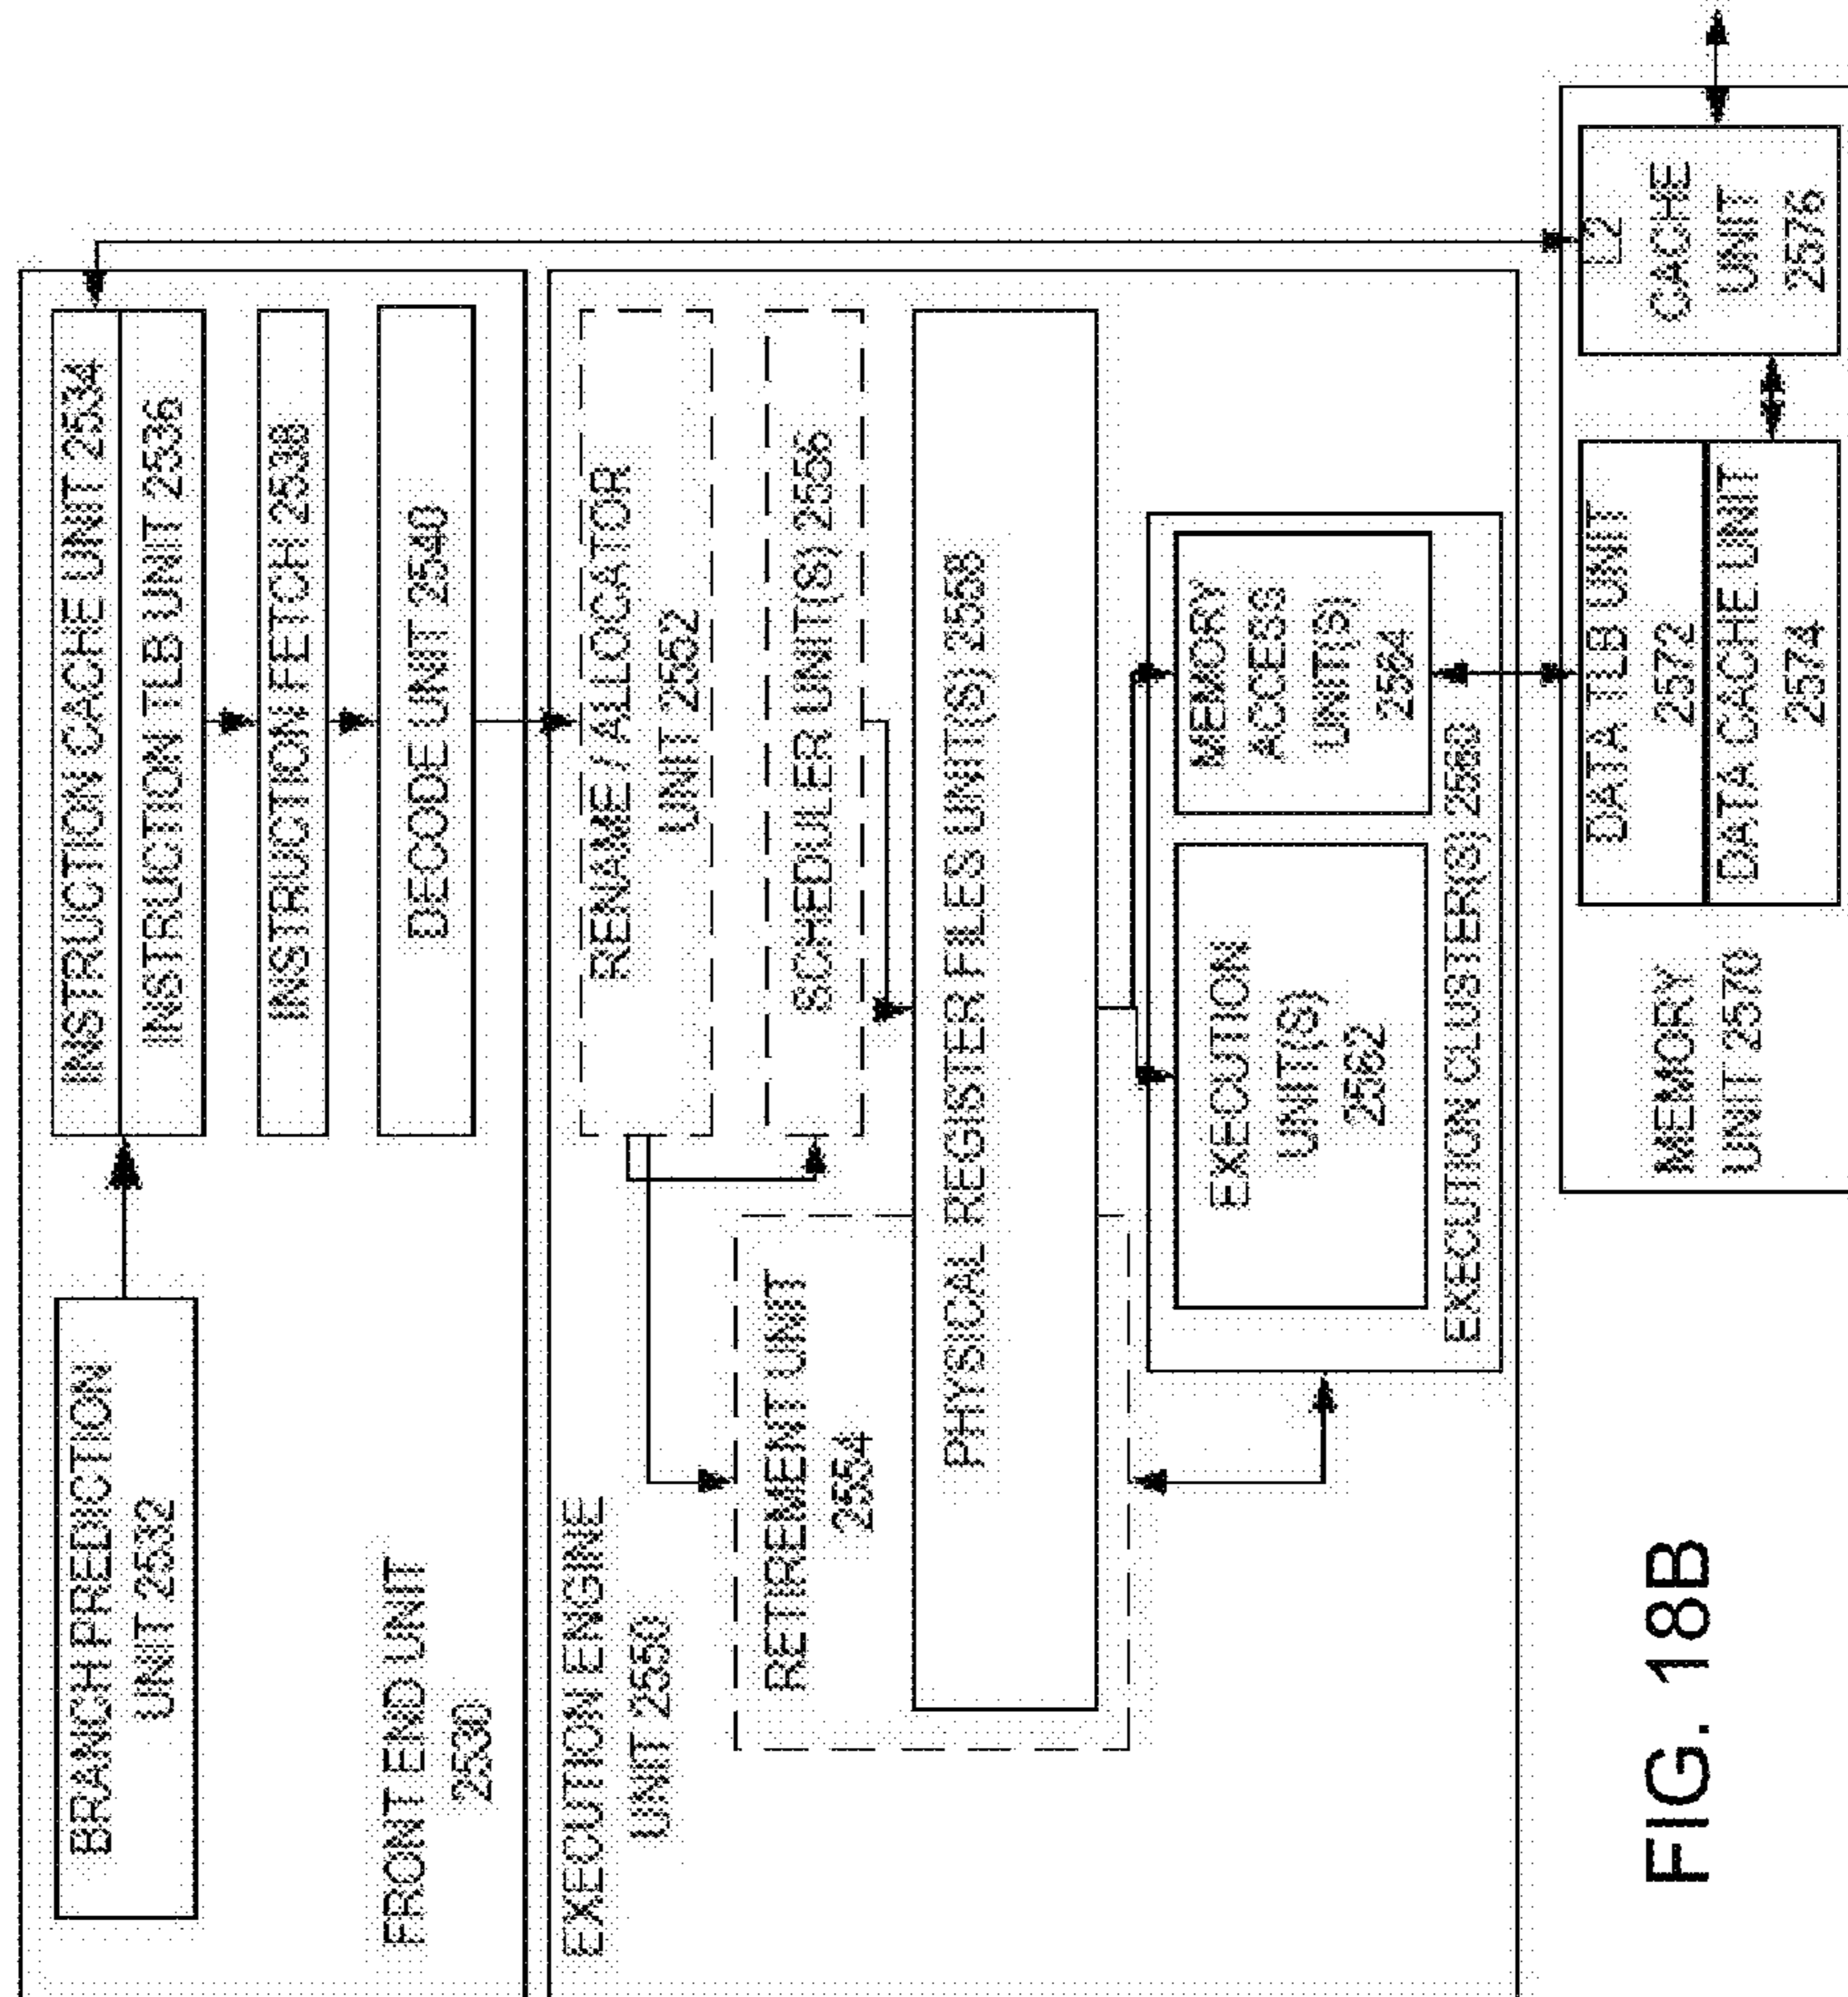 BRANCH PREDICTION
UNIT 2532
INSTRUCTION CACHE UNIT 2534
INSTRUCTION TLB UNIT 2536
INSTRUCTION FETCH 2538
FRONT END UNIT
2530
DECODE UNIT 2540
EXECUTION ENGINE
UNIT 2550
RENAME / ALLOCATOR
UNIT 2552
RETIREMENT UNIT
2554
SCHEDULER UNIT(S) 2556
PHYSICAL REGISTER FILES UNIT(S) 2558
EXECUTION
UNIT(S)
2562
MEMORY
ACCESS
UNIT(S)
2564
EXECUTION CLUSTER(S) 2560
MEMORY
UNIT 2570
DATA TLB UNIT
2572
DATA CACHE UNIT
2574
L2
CACHE
UNIT
2576
FIG. 18B